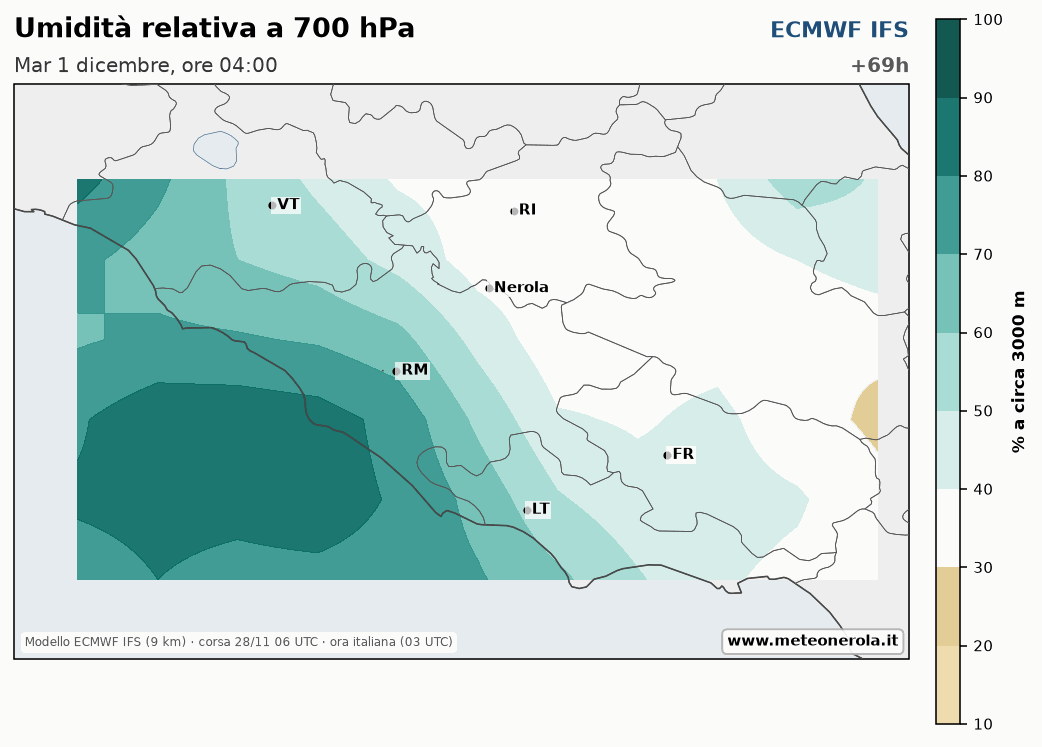 Umidità relativa a 700 hPa
ECMWF IFS
Mar 1 dicembre, ore 04:00
+69h
VT
RI
Nerola
RM
FR
LT
Modello ECMWF IFS (9 km) · corsa 28/11 06 UTC · ora italiana (03 UTC)
www.meteonerola.it
100
90
80
70
60
50
40
30
20
10
% a circa 3000 m